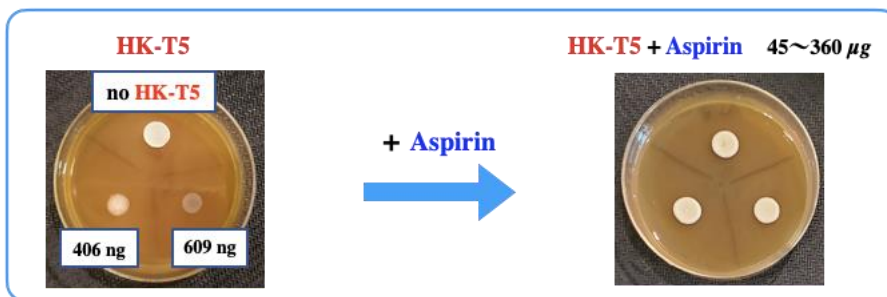 HK-T5
no HK-T5
406 ng
609 ng
+ Aspirin
HK-T5 + Aspirin 45～360 µg